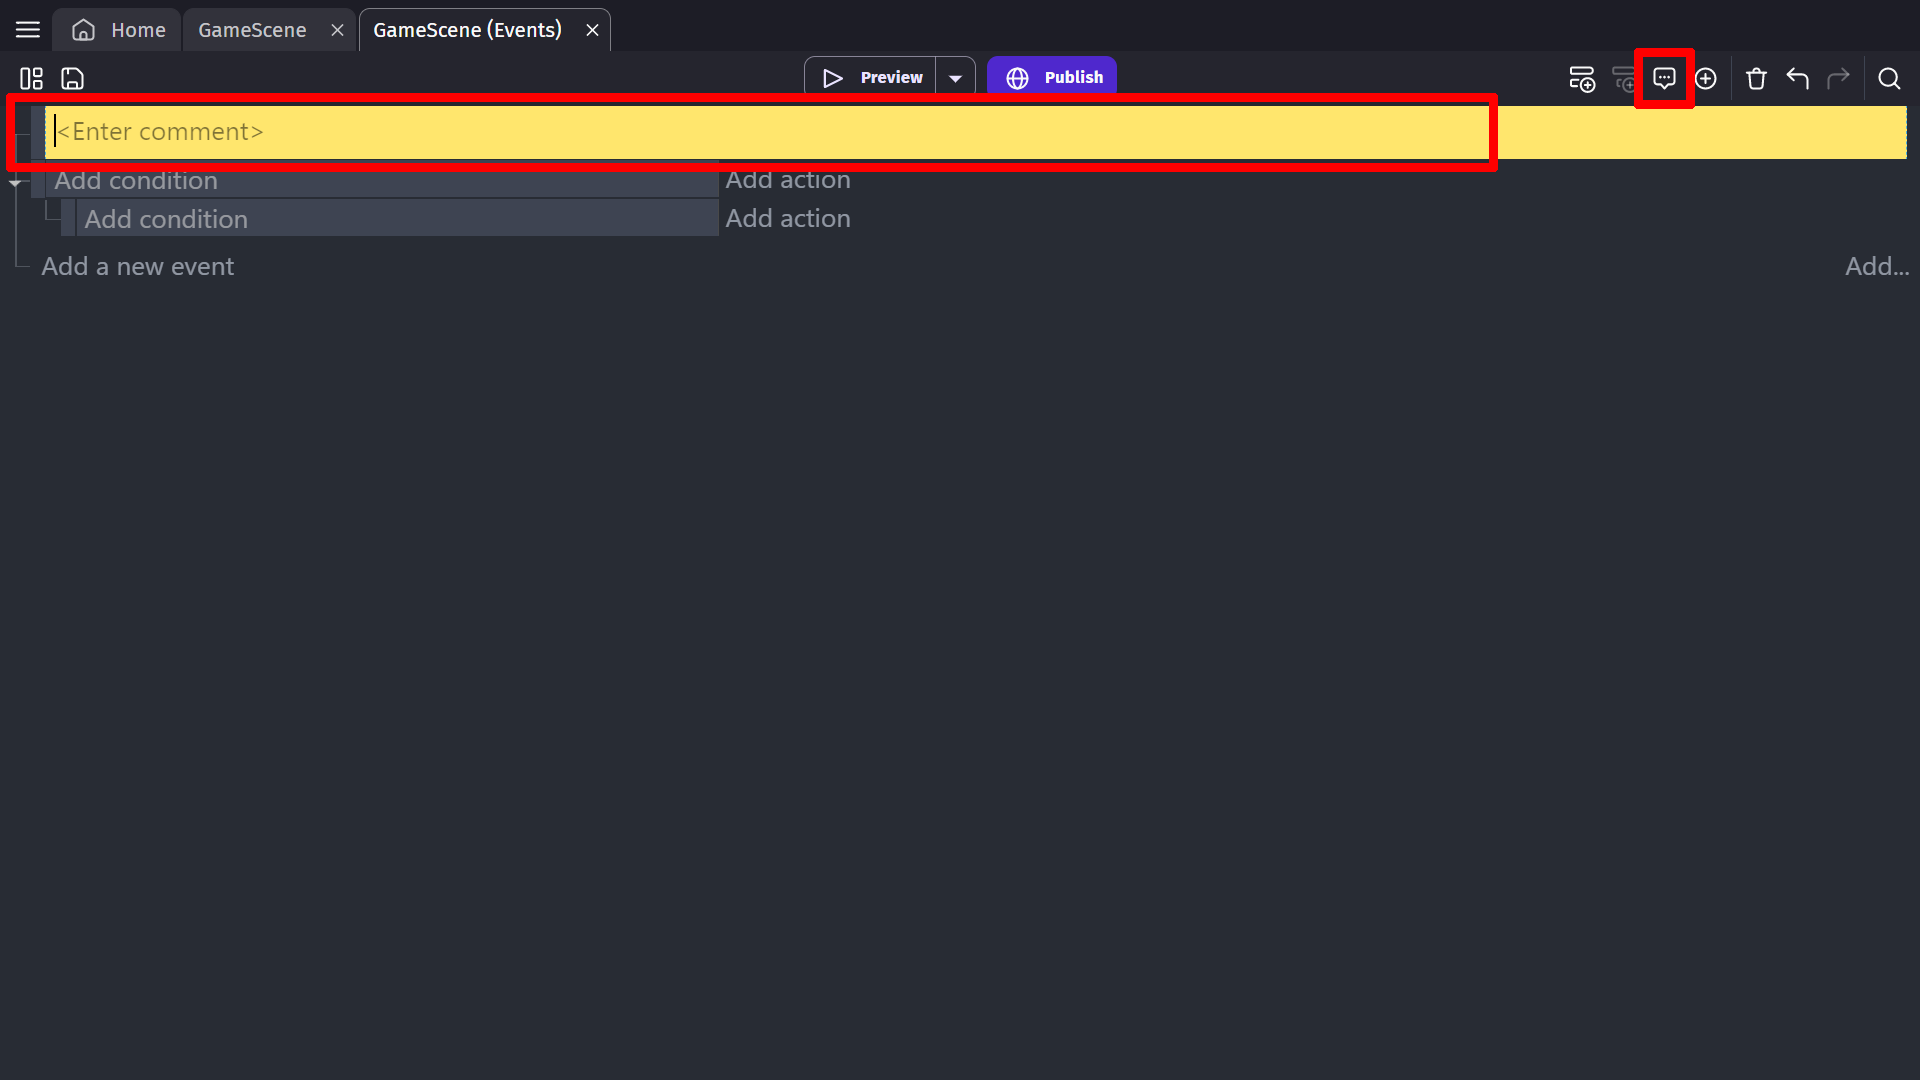 Home
GameScene
GameScene (Events)
Preview
Publish
<Enter comment>
Add condition
Add action
Add condition
Add action
Add a new event
Add...